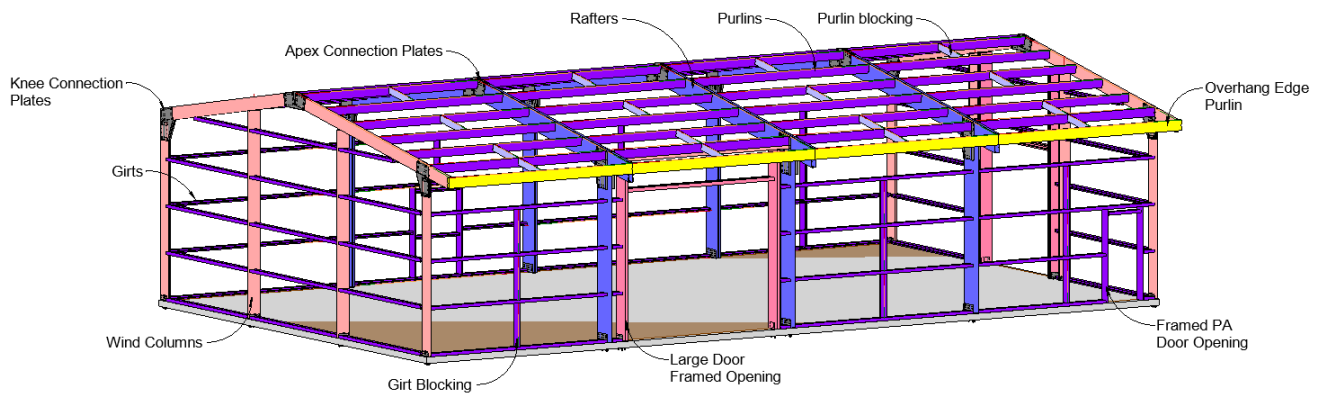 Rafters
Purlins
Purlin blocking
Apex Connection Plates
Knee Connection
Plates
Overhang Edge
Purlin
Girts
Wind Columns
Girt Blocking
Large Door
Framed Opening
Framed PA
Door Opening